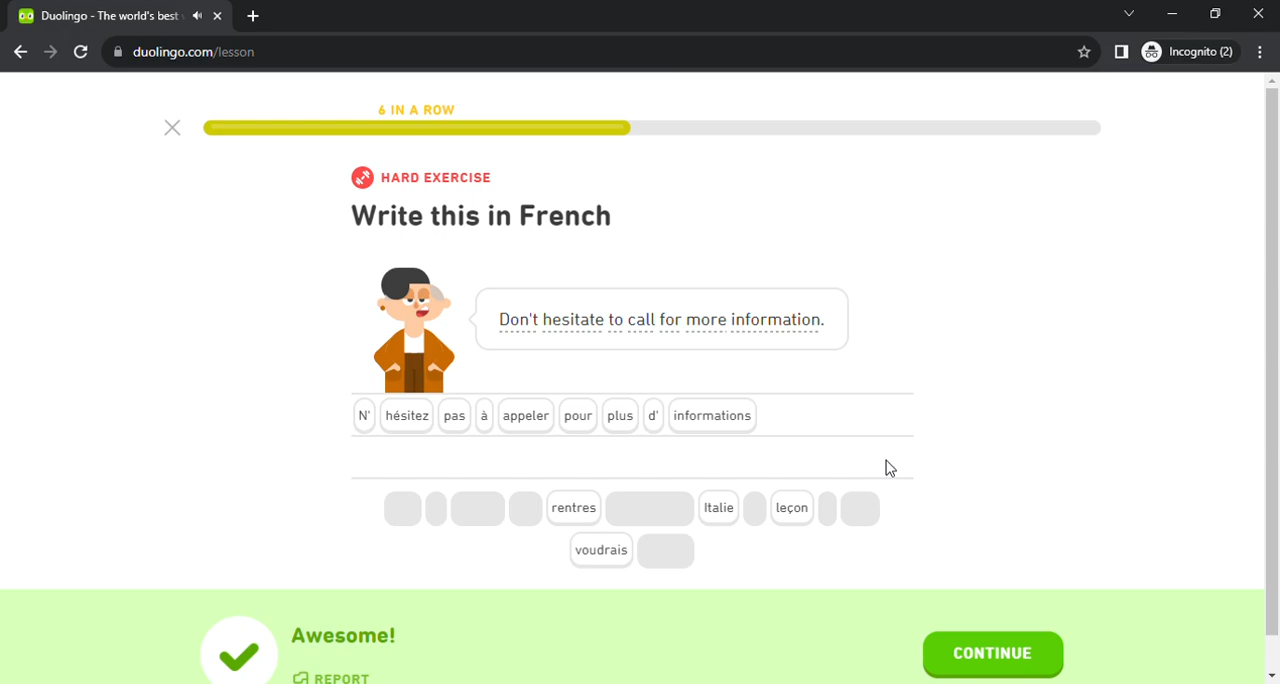 Duolingo - The world's best
duolingo.com/lesson
Incognito (2)
6 IN A ROW
HARD EXERCISE
Write this in French
Don't hesitate to call for more information.
N' hésitez pas à appeler pour plus d' informations
rentres Italie leçon
voudrais
Awesome!
REPORT
CONTINUE